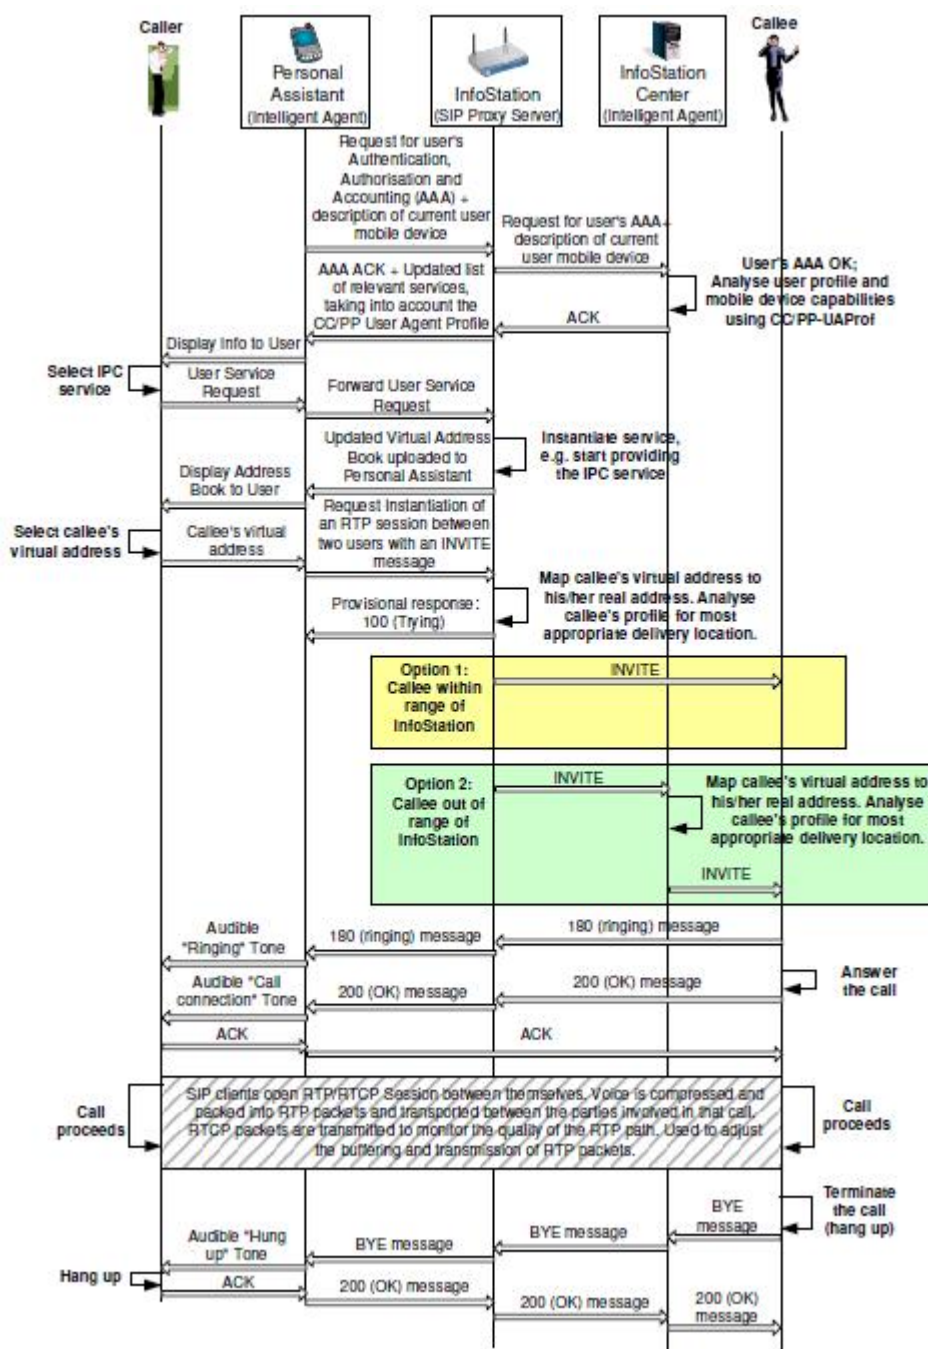 Caller
Callee
Personal
Assistant
(Intelligent Agent)
InfoStation
(SIP Proxy Server)
InfoStation
Center
(Intelligent Agent)
Request for user's
Authentication,
Authorisation and
Accounting (AAA) +
description of current user
mobile device
Request for user's AAA+
description of current
user mobile device
User's AAA OK;
Analyse user profile and
mobile device capabilities
using CC/PP-UAProf
AAA ACK + Updated list
of relevant services,
taking into account the
CC/PP User Agent Profile
ACK
Display Info to User
Select IPC
service
User Service
Request
Forward User Service
Request
Instantiate service,
e.g. start providing
the IPC service
Updated Virtual Address
Book uploaded to
Personal Assistant
Display Address
Book to User
Select callee's
virtual address
Callee's virtual
address
Request Instantiation of
an RTP session between
two users with an INVITE
message
Map callee's virtual address to
his/her real address. Analyse
callee's profile for most
appropriate delivery location.
Provisional response:
100 (Trying)
Option 1:
Callee within
range of
InfoStation
INVITE
Option 2:
Callee out of
range of
InfoStation
INVITE
Map callee's virtual address to
his/her real address. Analyse
callee's profile for most
appropriate delivery location.
INVITE
180 (ringing) message
180 (ringing) message
Audible
"Ringing" Tone
Answer
the call
200 (OK) message
200 (OK) message
Audible "Call
connection" Tone
ACK
ACK
Call
proceeds
SIP clients open RTP/RTCP Session between themselves. Voice is compressed and
packed into RTP packets and transported between the parties involved in that call.
RTCP packets are transmitted to monitor the quality of the RTP path. Used to adjust
the buffering and transmission of RTP packets.
Call
proceeds
Terminate
the call
(hang up)
BYE
message
BYE message
BYE message
Audible "Hung
up" Tone
Hang up
ACK
200 (OK) message
200 (OK) message
200 (OK)
message